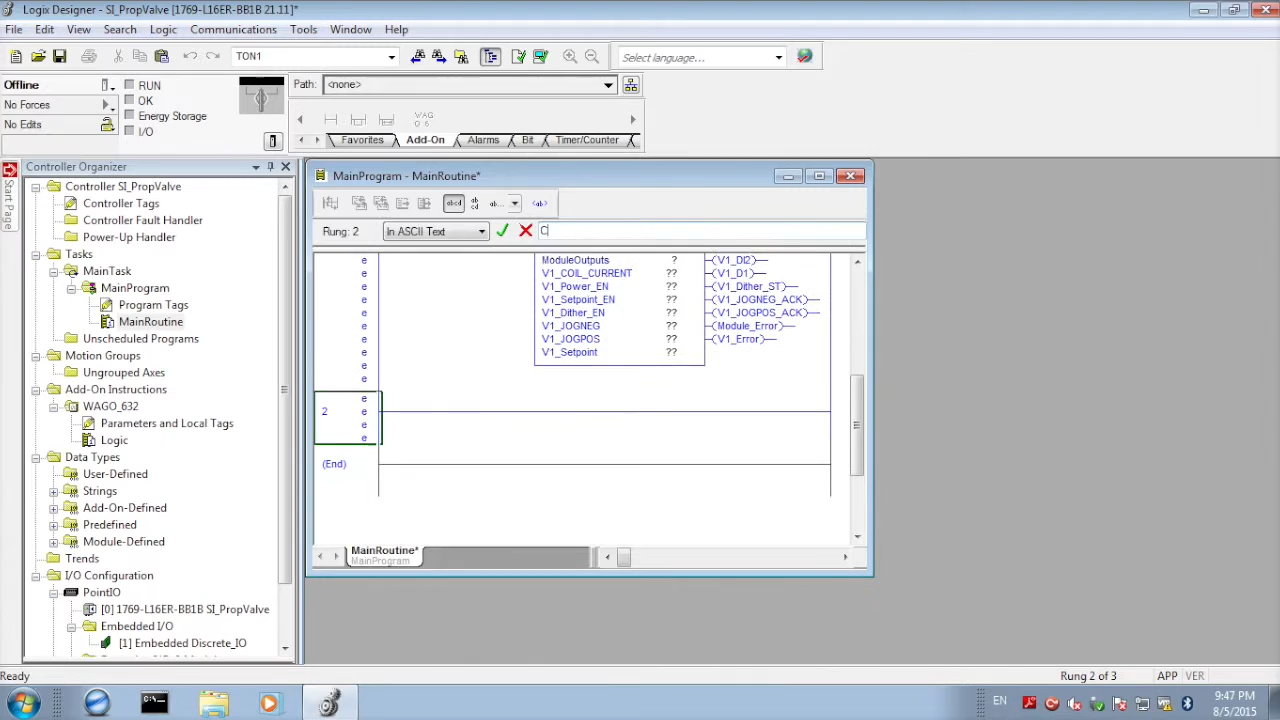 Logix Designer - SI_PropValve [1769-L16ER-BB1B 21.11]*
File Edit View Search Logic Communications Tools Window Help
TON1
Select language...
Offline
RUN
Path: <none>
No Forces
OK
Energy Storage
No Edits
I/O
WAG
O 6
Favorites Add-On Alarms Bit Timer/Counter
Start Page
Controller Organizer
Controller SI_PropValve
Controller Tags
Controller Fault Handler
Power-Up Handler
Tasks
MainTask
MainProgram
Program Tags
MainRoutine
Unscheduled Programs
Motion Groups
Ungrouped Axes
Add-On Instructions
WAGO_632
Parameters and Local Tags
Logic
Data Types
User-Defined
Strings
Add-On-Defined
Predefined
Module-Defined
Trends
I/O Configuration
PointIO
[0] 1769-L16ER-BB1B SI_PropValve
Embedded I/O
[1] Embedded Discrete_IO
MainProgram - MainRoutine*
Rung: 2 In ASCII Text C
e ModuleOutputs ? (V1_DI2)
e V1_COIL_CURRENT ?? (V1_D1)
e V1_Power_EN ?? (V1_Dither_ST)
e V1_Setpoint_EN ?? (V1_JOGNEG_ACK)
e V1_Dither_EN ?? (V1_JOGPOS_ACK)
e V1_JOGNEG ?? (Module_Error)
e V1_JOGPOS ?? (V1_Error)
e V1_Setpoint ??
e
e
e
2 e
e
e
(End)
MainRoutine*
MainProgram
Ready
Rung 2 of 3 APP VER
EN
9:47 PM
8/5/2015